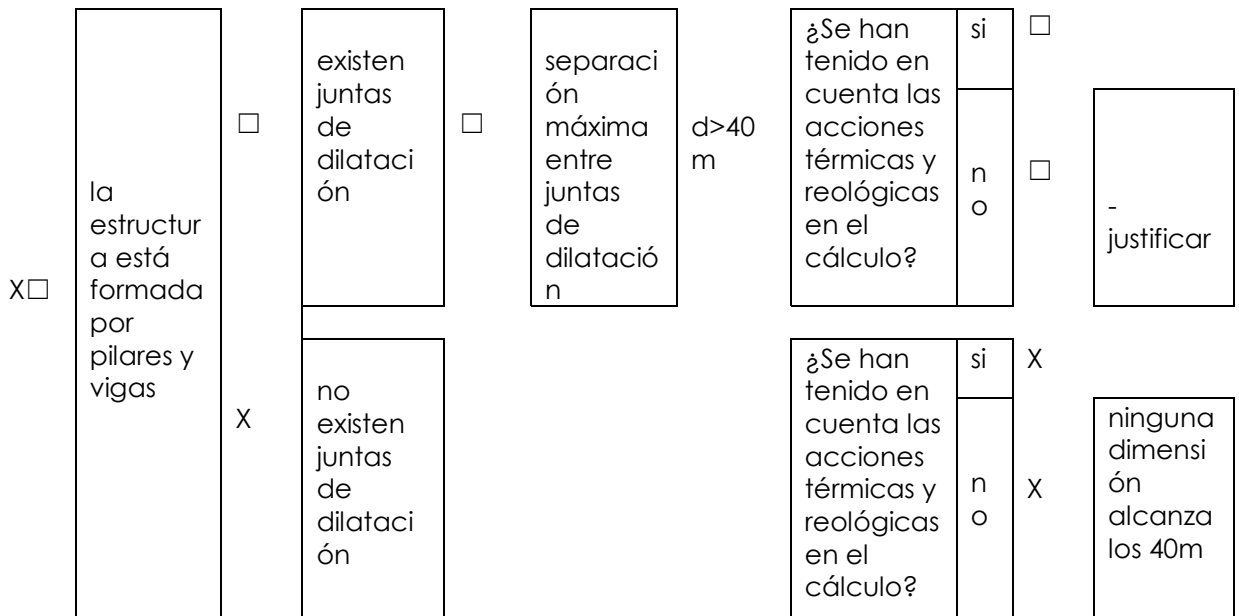 X☐
la
estructur
a está
formada
por
pilares y
vigas
☐
existen
juntas
de
dilataci
ón
☐
separaci
ón
máxima
entre
juntas
de
dilatació
n
d>40
m
¿Se han
tenido en
cuenta las
acciones
térmicas y
reológicas
en el
cálculo?
si
☐
n
o
☐
-
justificar
X
no
existen
juntas
de
dilataci
ón
¿Se han
tenido en
cuenta las
acciones
térmicas y
reológicas
en el
cálculo?
si
X
n
o
X
ninguna
dimensi
ón
alcanza
los 40m